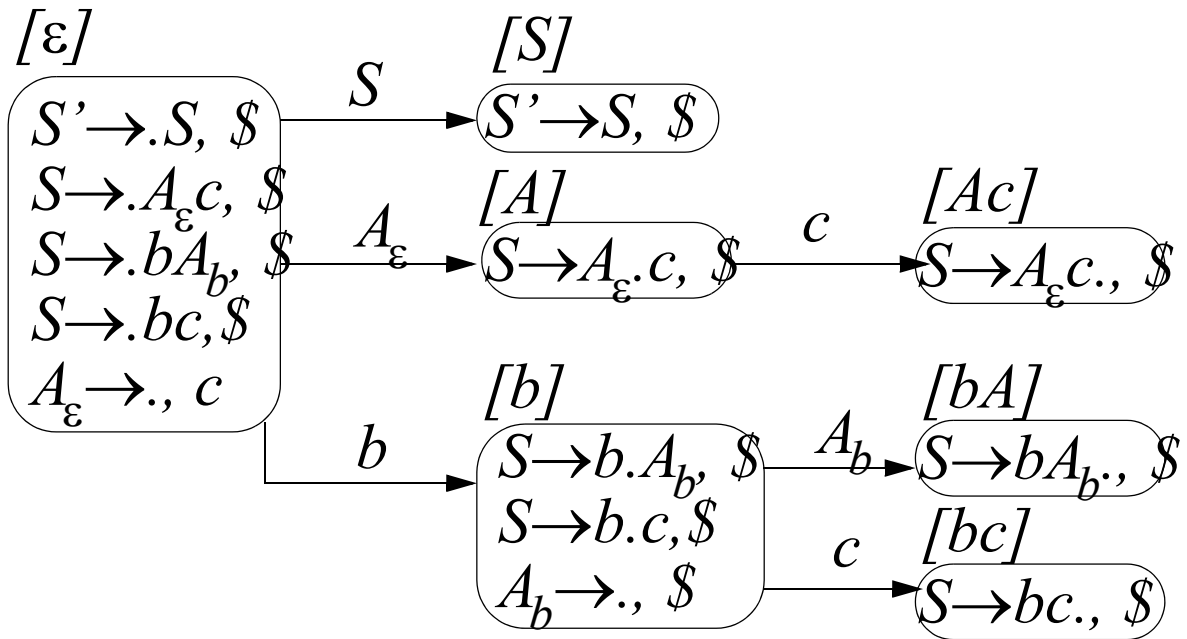 [ε]
S'→.S, $
S→.A_εc, $
S→.bA_b, $
S→.bc,$
A_ε→., c
S
[S]
S'→S, $
A_ε
[A]
S→A_ε.c, $
c
[Ac]
S→A_εc., $
b
[b]
S→b.A_b, $
S→b.c,$
A_b→., $
A_b
[bA]
S→bA_b., $
c
[bc]
S→bc., $